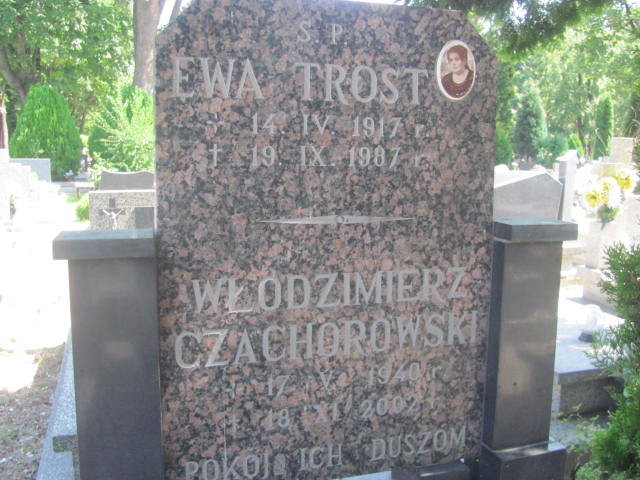 S. P.
EWA TROST
* 14. IV. 1917 r.
† 19. IX. 1987 r.
WŁODZIMIERZ
CZACHOROWSKI
* 17. V. 1940 r.
† 18. XI. 2002 r.
POKÓJ ICH DUSZOM